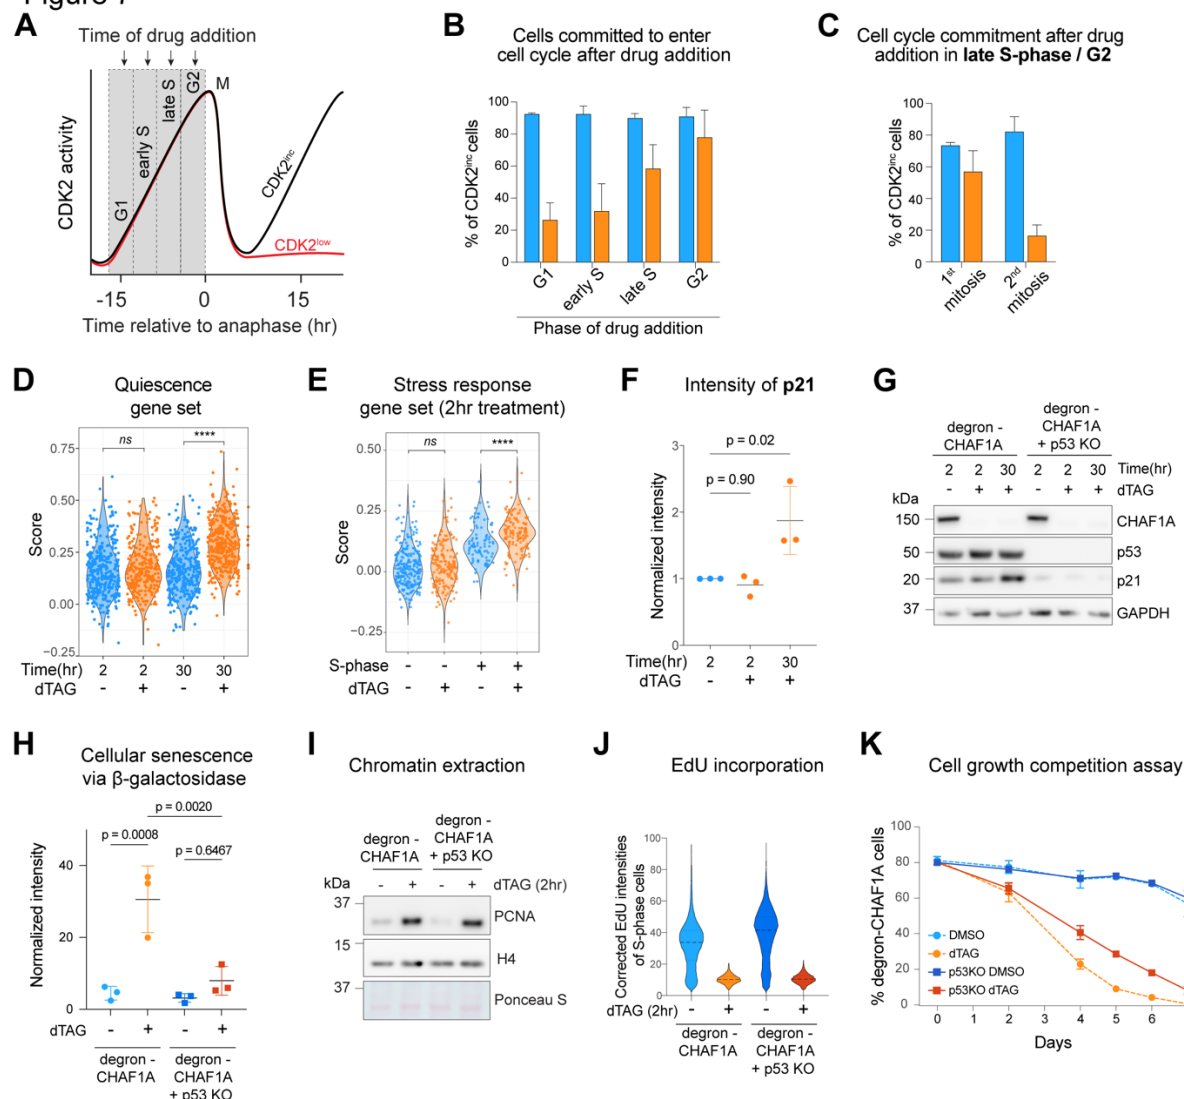 A
Time of drug addition
G1
early S
late S
G2
M
CDK2inc
CDK2low
CDK2 activity
-15
0
15
Time relative to anaphase (hr)
B
Cells committed to enter
cell cycle after drug addition
% of CDK2inc cells
100
80
60
40
20
0
G1
early S
late S
G2
Phase of drug addition
C
Cell cycle commitment after drug
addition in late S-phase / G2
% of CDK2inc cells
100
80
60
40
20
0
1st
mitosis
2nd
mitosis
D
Quiescence
gene set
ns
****
Score
0.75
0.50
0.25
0.00
−0.25
Time(hr) 2 2 30 30
dTAG - + - +
E
Stress response
gene set (2hr treatment)
ns
****
Score
0.50
0.25
0.00
−0.25
S-phase - - + +
dTAG - + - +
F
Intensity of p21
p = 0.02
p = 0.90
Normalized intensity
3
2
1
0
Time(hr) 2 2 30
dTAG - + +
G
degron -
CHAF1A
degron -
CHAF1A
+ p53 KO
2 2 30 2 2 30 Time(hr)
- + + - + + dTAG
kDa
150
CHAF1A
50
p53
20
p21
37
GAPDH
H
Cellular senescence
via β-galactosidase
p = 0.0020
p = 0.0008
p = 0.6467
Normalized intensity
40
20
0
dTAG - + - +
degron -
CHAF1A
degron -
CHAF1A
+ p53 KO
I
Chromatin extraction
degron -
CHAF1A
degron -
CHAF1A
+ p53 KO
kDa - + - + dTAG (2hr)
37
PCNA
15
H4
37
Ponceau S
J
EdU incorporation
Corrected EdU intensities
of S-phase cells
100
80
60
40
20
0
dTAG (2hr) - + - +
degron -
CHAF1A
degron -
CHAF1A
+ p53 KO
K
Cell growth competition assay
% degron-CHAF1A cells
100
80
60
40
20
0
DMSO
dTAG
p53KO DMSO
p53KO dTAG
0 1 2 3 4 5 6
Days